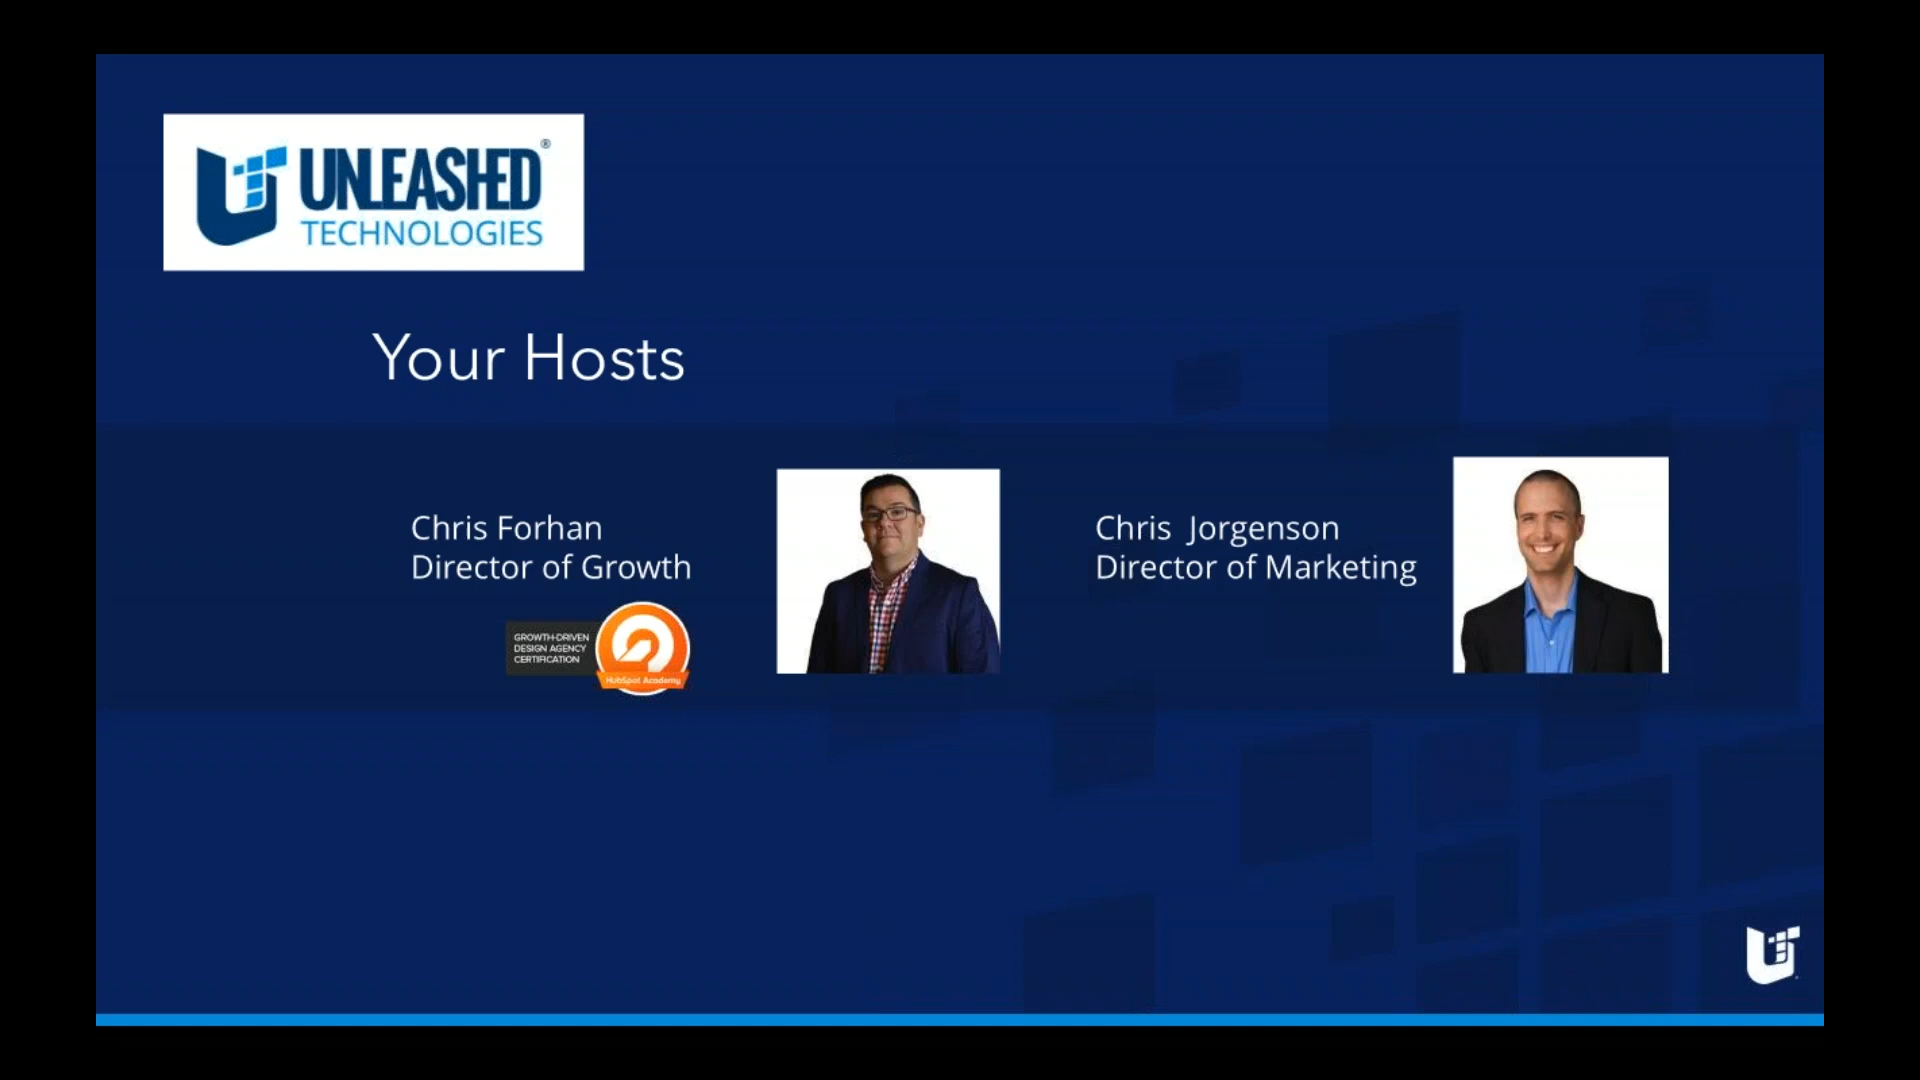 UNLEASHED®
TECHNOLOGIES
Your Hosts
Chris Forhan
Director of Growth
GROWTH-DRIVEN
DESIGN AGENCY
CERTIFICATION
HubSpot Academy
Chris Jorgenson
Director of Marketing